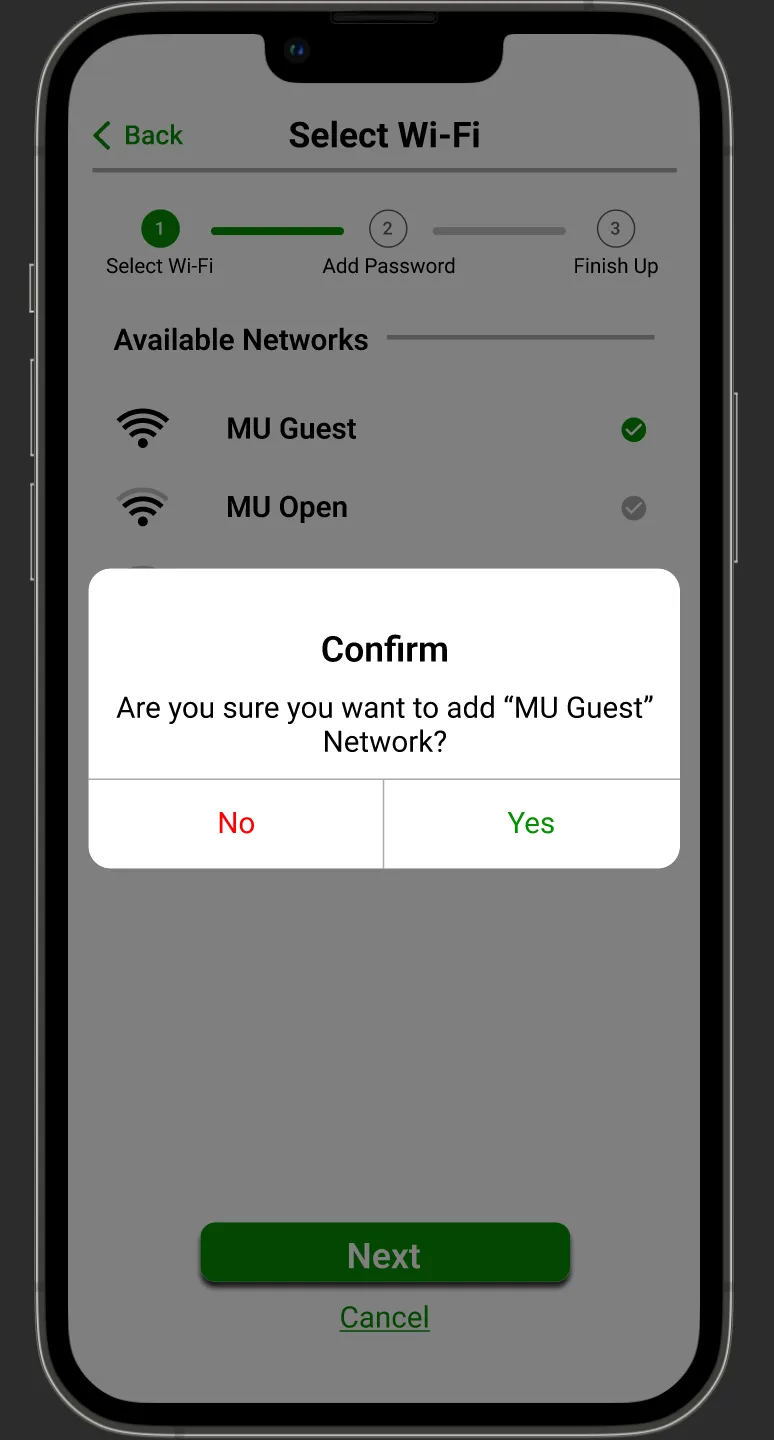 Back
Select Wi-Fi
1
2
3
Select Wi-Fi
Add Password
Finish Up
Available Networks
MU Guest
MU Open
Confirm
Are you sure you want to add “MU Guest”
Network?
No
Yes
Next
Cancel